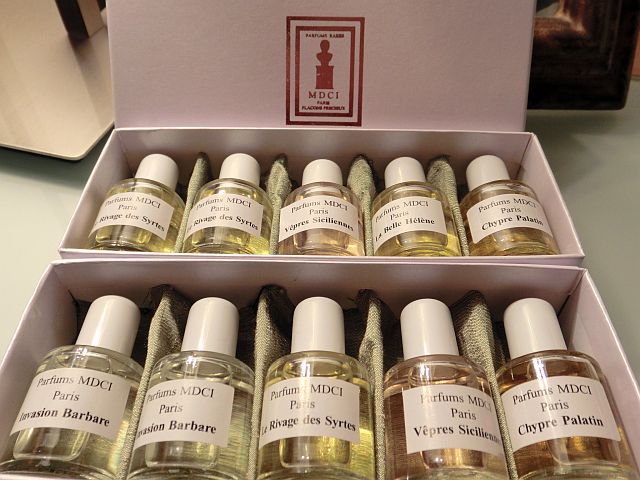 PARFUMS RARES
MDCI
PARIS
FLACONS PRECIEUX
Parfums MDCI
Paris
Rivage des Syrtes
Parfums MDCI
Paris
Le Rivage des Syrtes
Parfums MDCI
Paris
Vêpres Siciliennes
Parfums MDCI
Paris
La Belle Hélène
Parfums MDCI
Paris
Chypre Palatin
Parfums MDCI
Paris
Invasion Barbare
Parfums MDCI
Paris
Invasion Barbare
Parfums MDCI
Paris
Le Rivage des Syrtes
Parfums MDCI
Paris
Vêpres Siciliennes
Parfums MDCI
Paris
Chypre Palatin